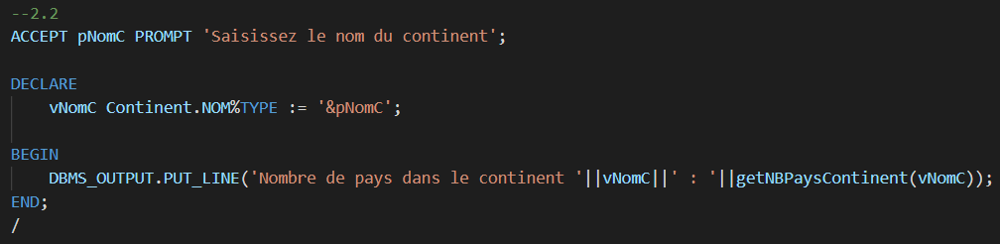 --2.2
ACCEPT pNomC PROMPT 'Saisissez le nom du continent';
DECLARE
vNomC Continent.NOM%TYPE := '&pNomC';
BEGIN
DBMS_OUTPUT.PUT_LINE('Nombre de pays dans le continent '||vNomC||' : '||getNBPaysContinent(vNomC));
END;
/